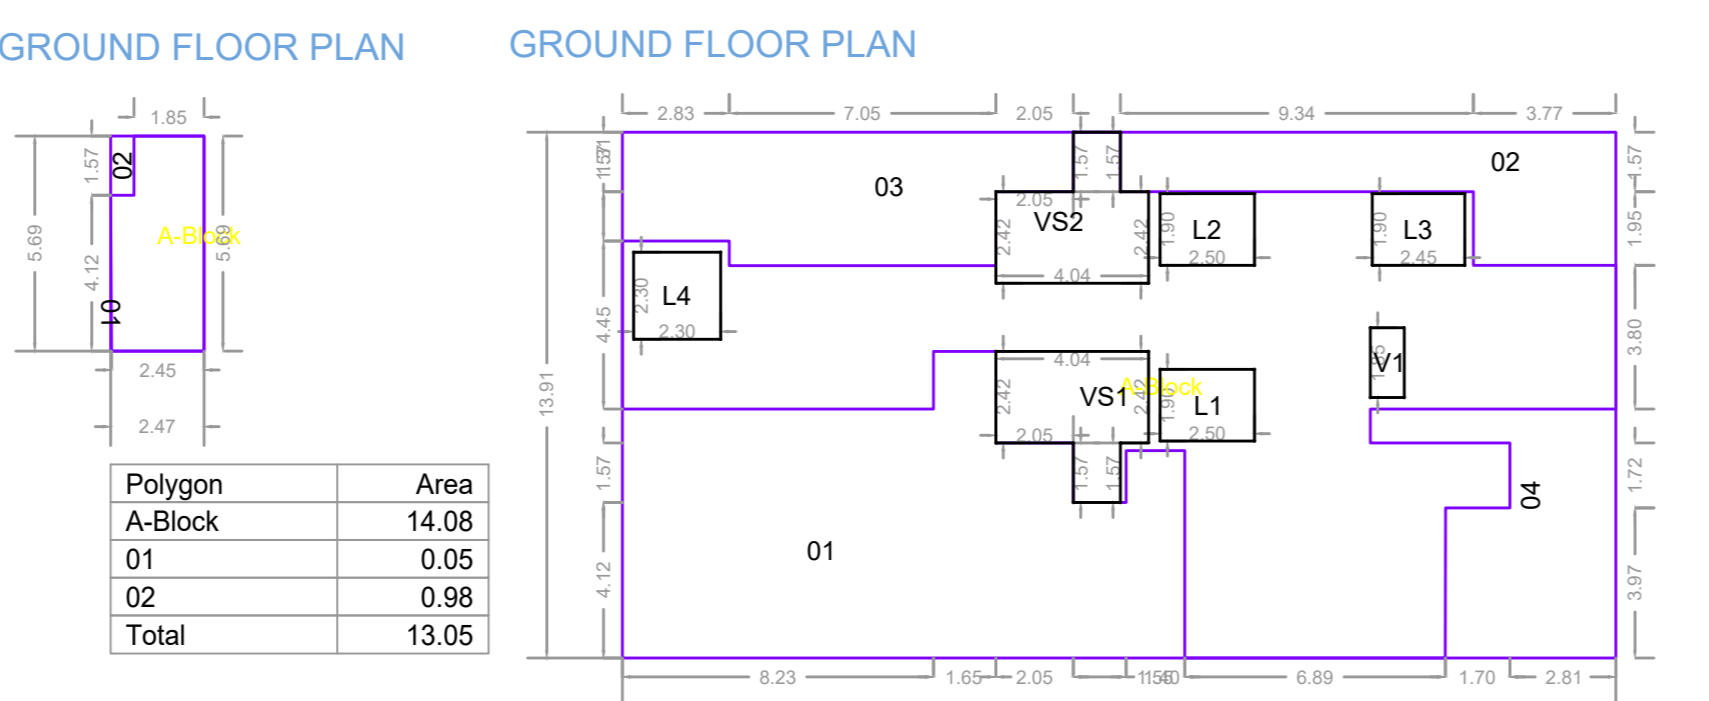 GROUND FLOOR PLAN
1.85
1.57
02
5.69
4.12
A-Block
5.69
01
2.45
2.47
Polygon Area
A-Block 14.08
01 0.05
02 0.98
Total 13.05
GROUND FLOOR PLAN
2.83 7.05 2.05 9.34 3.77
1.57 1.57 1.57
03 02
2.05
VS2
2.42 2.42
4.04
1.90
L2
2.50
1.90
L3
2.45
1.95
2.30
L4
2.30
4.45
13.91
3.80
V1
4.04
2.42
VS1
A-Block
2.42
1.90
L1
2.50
2.05
1.57 1.57 1.57
1.72
04
01
4.12
3.97
8.23 1.65 2.05 6.89 1.70 2.81